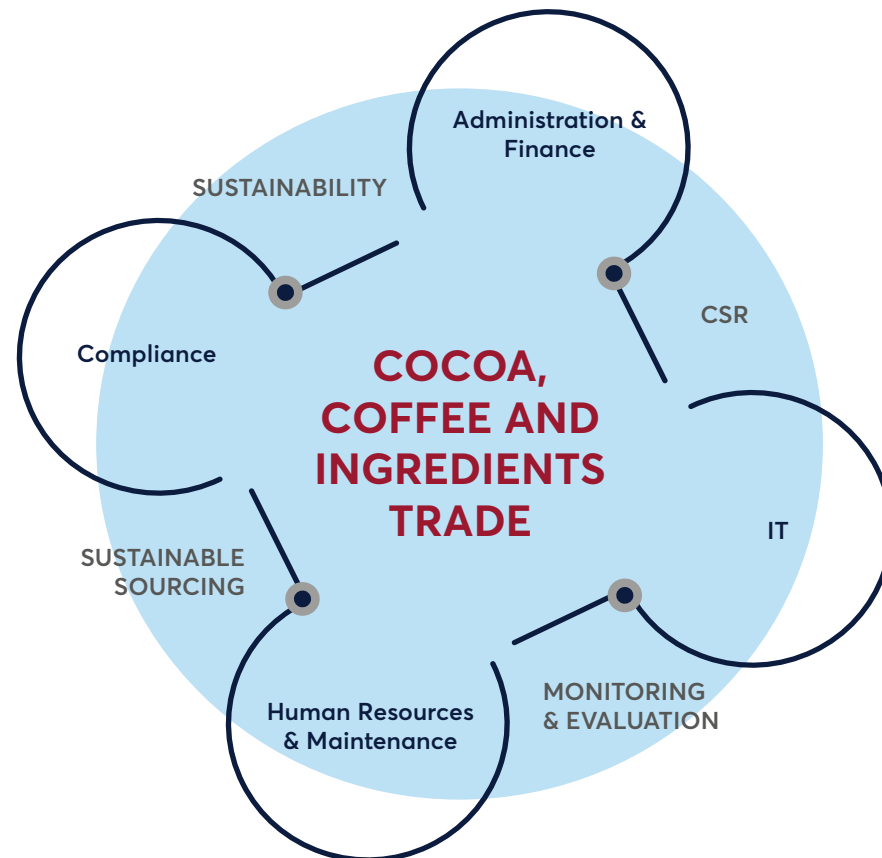 Administration &
Finance
SUSTAINABILITY
CSR
Compliance
COCOA,
COFFEE AND
INGREDIENTS
TRADE
IT
SUSTAINABLE
SOURCING
MONITORING
& EVALUATION
Human Resources
& Maintenance